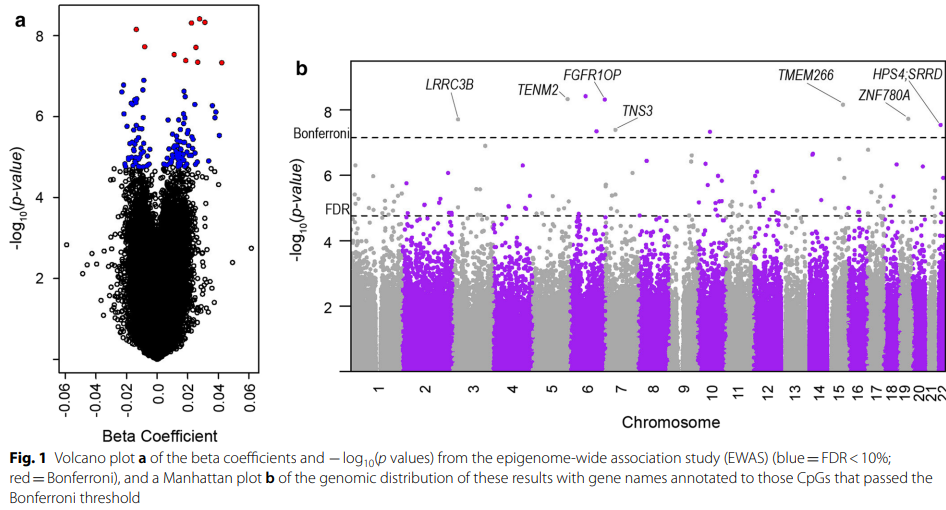 a
8
6
4
2
-log10(p-value)
-0.06
-0.04
-0.02
0.0
0.02
0.04
0.06
Beta Coefficient
b
LRRC3B
TENM2
FGFR1OP
TNS3
TMEM266
HPS4;SRRD
ZNF780A
8
Bonferroni
6
FDR
4
2
-log10(p-value)
1 2 3 4 5 6 7 8 9 10 11 12 13 14 15 16 17 18 19 20 21 22
Chromosome
Fig. 1 Volcano plot a of the beta coefficients and − log10(p values) from the epigenome-wide association study (EWAS) (blue = FDR < 10%;
red = Bonferroni), and a Manhattan plot b of the genomic distribution of these results with gene names annotated to those CpGs that passed the
Bonferroni threshold